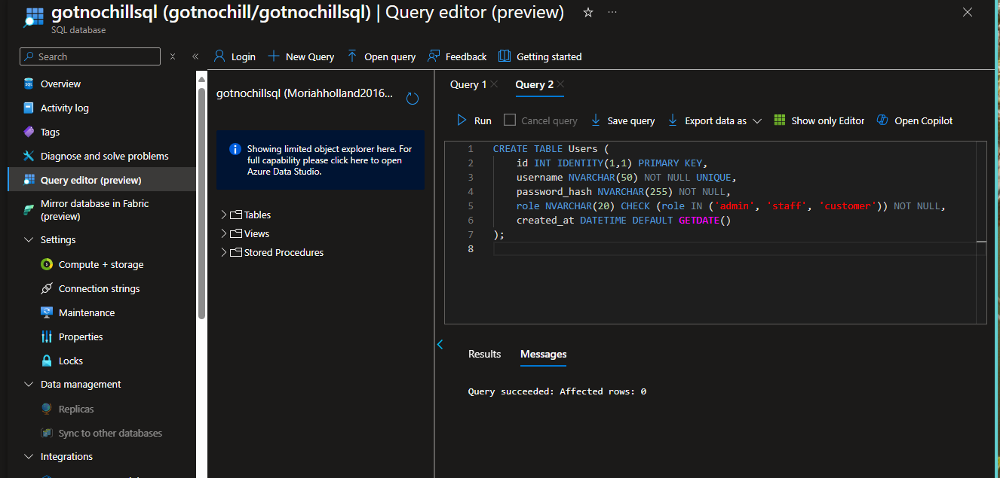 gotnochillsql (gotnochill/gotnochillsql) | Query editor (preview)
SQL database
Search
Login
New Query
Open query
Feedback
Getting started
Overview
Activity log
Tags
Diagnose and solve problems
Query editor (preview)
Mirror database in Fabric
(preview)
Settings
Compute + storage
Connection strings
Maintenance
Properties
Locks
Data management
Replicas
Sync to other databases
Integrations
gotnochillsql (Moriahholland2016...
Showing limited object explorer here. For
full capability please click here to open
Azure Data Studio.
Tables
Views
Stored Procedures
Query 1
Query 2
Run
Cancel query
Save query
Export data as
Show only Editor
Open Copilot
1 CREATE TABLE Users (
2 id INT IDENTITY(1,1) PRIMARY KEY,
3 username NVARCHAR(50) NOT NULL UNIQUE,
4 password_hash NVARCHAR(255) NOT NULL,
5 role NVARCHAR(20) CHECK (role IN ('admin', 'staff', 'customer')) NOT NULL,
6 created_at DATETIME DEFAULT GETDATE()
7 );
8
Results
Messages
Query succeeded: Affected rows: 0